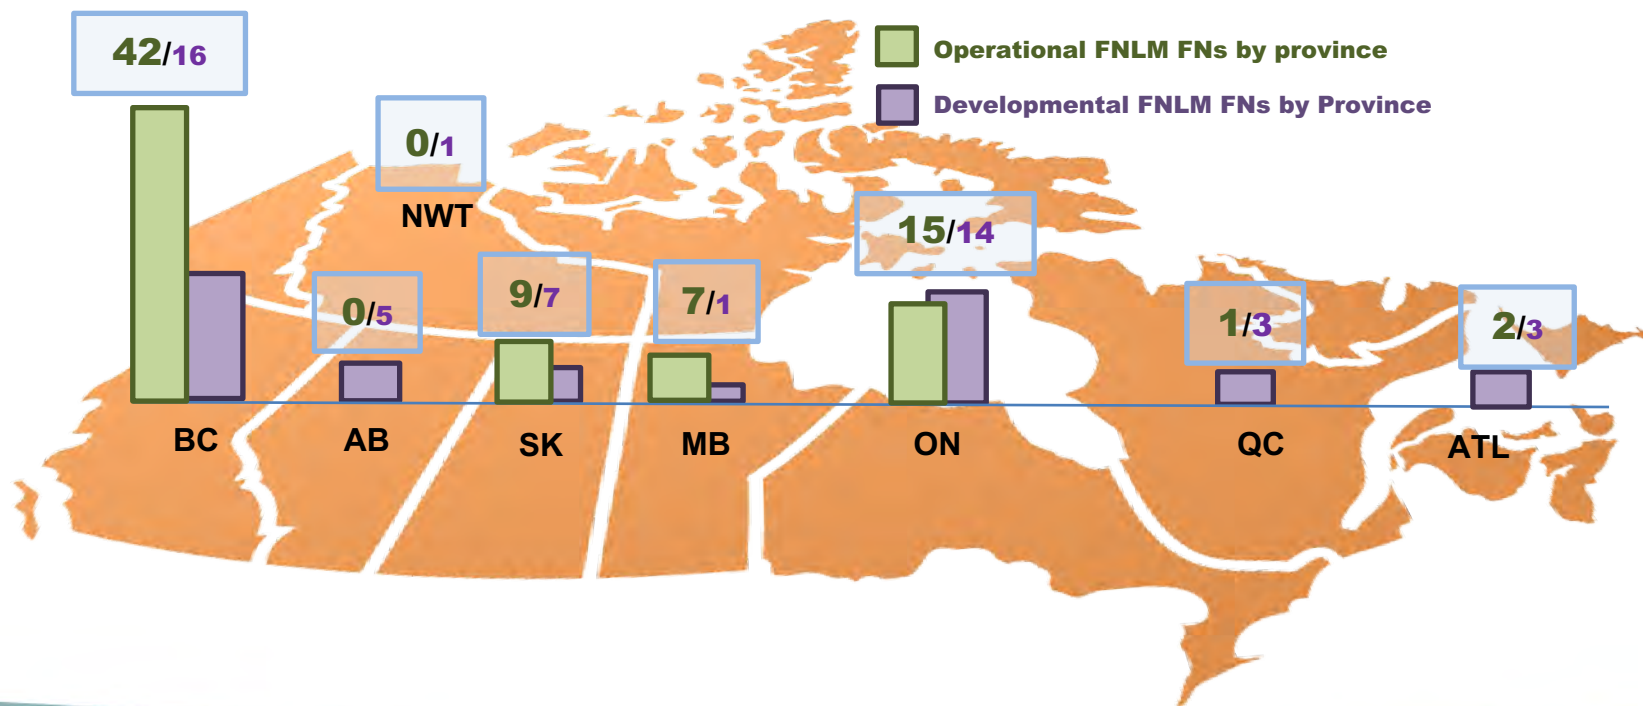 Operational FNLM FNs by province
Developmental FNLM FNs by Province
42/16
0/1
NWT
0/5
9/7
7/1
15/14
1/3
2/3
BC
AB
SK
MB
ON
QC
ATL